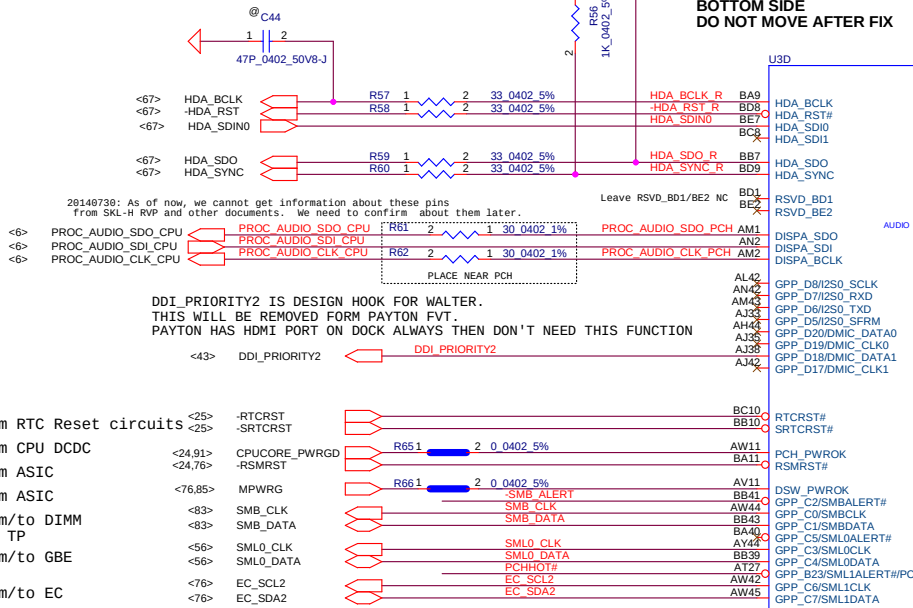 BOTTOM SIDE
DO NOT MOVE AFTER FIX
@ C44
1 2
47P_0402_50V8-J
R56
1K_0402_5%
2
U3D
<67> HDA_BCLK R57 1 2 33_0402_5% HDA_BCLK_R BA9 HDA_BCLK
<67> -HDA_RST R58 1 2 33_0402_5% -HDA_RST_R BD8 HDA_RST#
<67> HDA_SDIN0 HDA_SDIN0 BE7 HDA_SDI0
BC8 HDA_SDI1
<67> HDA_SDO R59 1 2 33_0402_5% HDA_SDO_R BB7 HDA_SDO
<67> HDA_SYNC R60 1 2 33_0402_5% HDA_SYNC_R BD9 HDA_SYNC
20140730: As of now, we cannot get information about these pins
from SKL-H RVP and other documents. We need to confirm about them later.
Leave RSVD_BD1/BE2 NC BD1 RSVD_BD1
BE2 RSVD_BE2
AUDIO
<6> PROC_AUDIO_SDO_CPU PROC_AUDIO_SDO_CPU R61 2 1 30_0402_1% PROC_AUDIO_SDO_PCH AM1 DISPA_SDO
<6> PROC_AUDIO_SDI_CPU PROC_AUDIO_SDI_CPU AN2 DISPA_SDI
<6> PROC_AUDIO_CLK_CPU PROC_AUDIO_CLK_CPU R62 2 1 30_0402_1% PROC_AUDIO_CLK_PCH AM2 DISPA_BCLK
PLACE NEAR PCH
AL42 GPP_D8/I2S0_SCLK
AN42 GPP_D7/I2S0_RXD
AM43 GPP_D6/I2S0_TXD
AJ33 GPP_D5/I2S0_SFRM
AH44 GPP_D20/DMIC_DATA0
AJ35 GPP_D19/DMIC_CLK0
AJ38 GPP_D18/DMIC_DATA1
AJ42 GPP_D17/DMIC_CLK1
DDI_PRIORITY2 IS DESIGN HOOK FOR WALTER.
THIS WILL BE REMOVED FORM PAYTON FVT.
PAYTON HAS HDMI PORT ON DOCK ALWAYS THEN DON'T NEED THIS FUNCTION
<43> DDI_PRIORITY2 DDI_PRIORITY2
m RTC Reset circuits <25> -RTCRST BC10 RTCRST#
<25> -SRTCRST BB10 SRTCRST#
m CPU DCDC <24,91> CPUCORE_PWRGD R65 1 2 0_0402_5% AW11 PCH_PWROK
m ASIC <24,76> -RSMRST BA11 RSMRST#
m ASIC <76,85> MPWRG R66 1 2 0_0402_5% AV11 DSW_PWROK
-SMB_ALERT BB41 GPP_C2/SMBALERT#
m/to DIMM <83> SMB_CLK SMB_CLK AW44 GPP_C0/SMBCLK
TP <83> SMB_DATA SMB_DATA BB43 GPP_C1/SMBDATA
BA40 GPP_C5/SML0ALERT#
m/to GBE <56> SML0_CLK SML0_CLK AY44 GPP_C3/SML0CLK
<56> SML0_DATA SML0_DATA BB39 GPP_C4/SML0DATA
PCHHOT# AT27 GPP_B23/SML1ALERT#/PC
m/to EC <76> EC_SCL2 EC_SCL2 AW42 GPP_C6/SML1CLK
<76> EC_SDA2 EC_SDA2 AW45 GPP_C7/SML1DATA